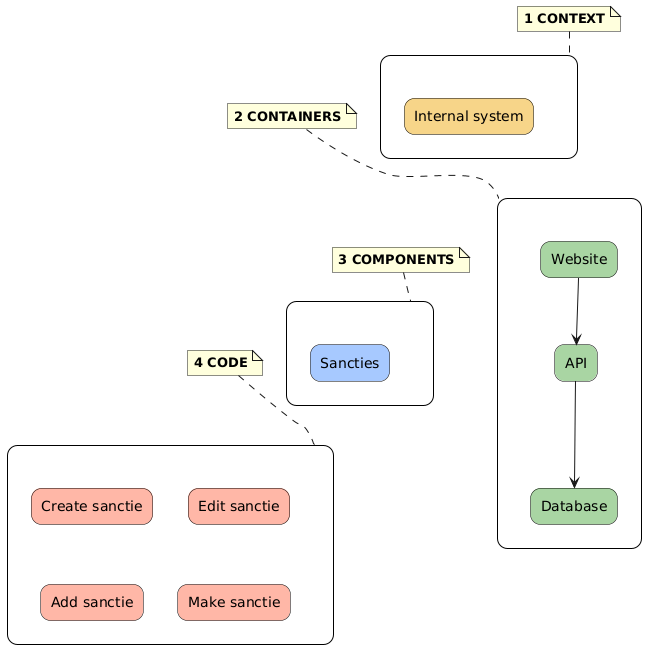 1 CONTEXT
Internal system
2 CONTAINERS
Website
API
Database
3 COMPONENTS
Sancties
4 CODE
Create sanctie
Edit sanctie
Add sanctie
Make sanctie